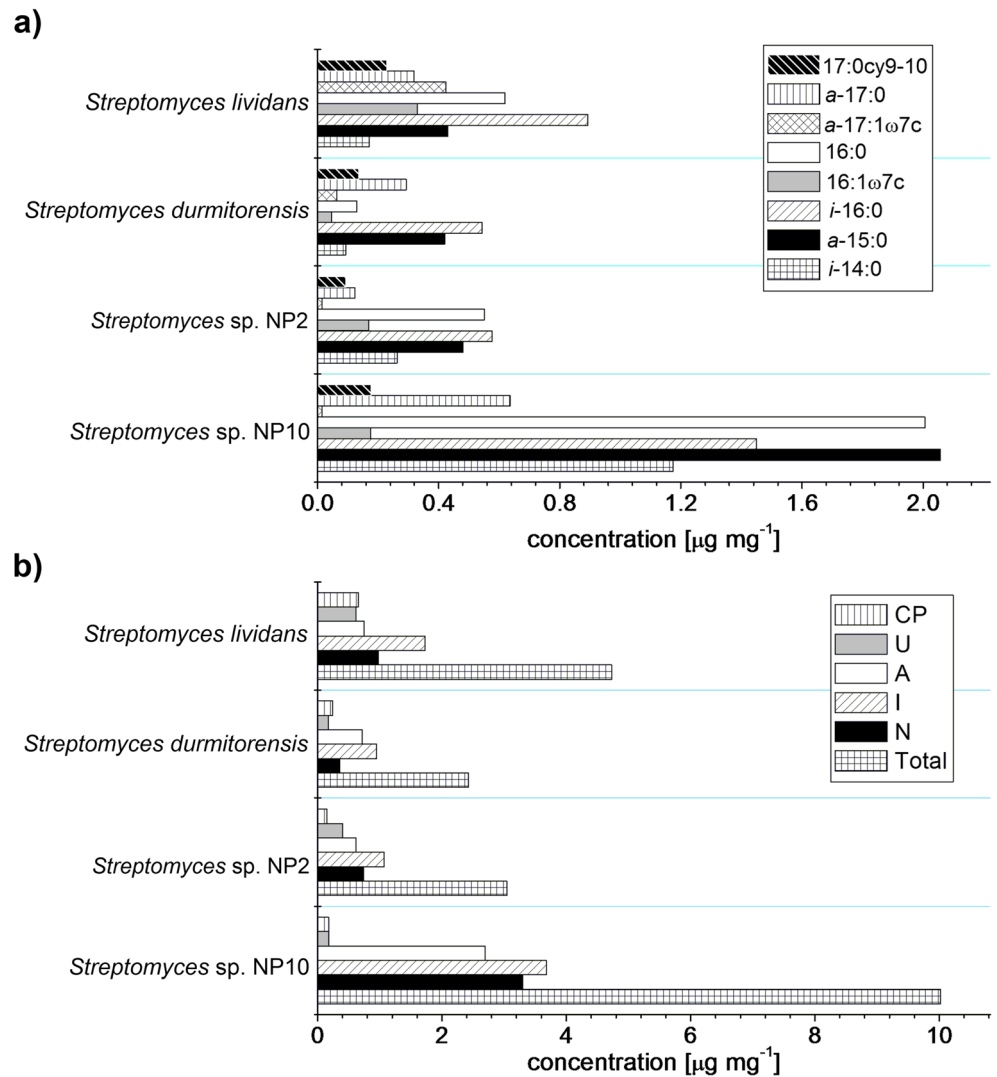 a)
Streptomyces lividans
Streptomyces durmitorensis
Streptomyces sp. NP2
Streptomyces sp. NP10
17:0cy9-10
a-17:0
a-17:1ω7c
16:0
16:1ω7c
i-16:0
a-15:0
i-14:0
0.0 0.4 0.8 1.2 1.6 2.0
concentration [µg mg⁻¹]
b)
Streptomyces lividans
Streptomyces durmitorensis
Streptomyces sp. NP2
Streptomyces sp. NP10
CP
U
A
I
N
Total
0 2 4 6 8 10
concentration [µg mg⁻¹]